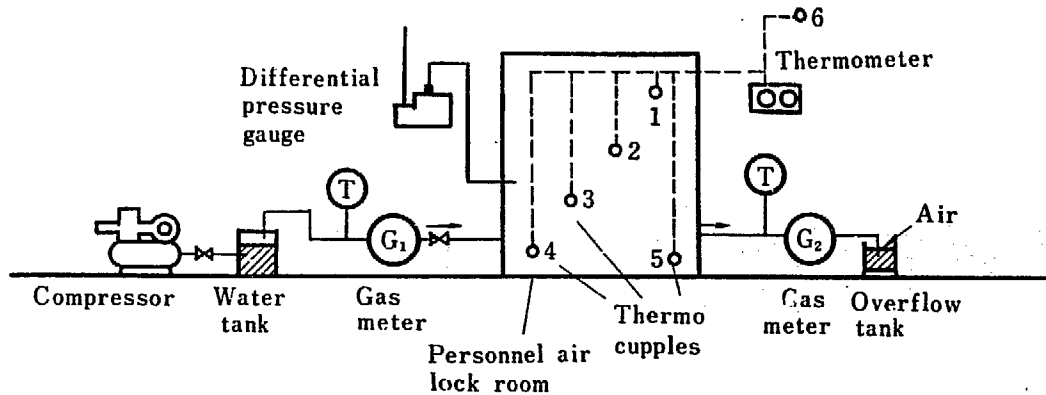 6
Thermometer
Differential
pressure
gauge
1
2
T
T
3
Air
G₁
G₂
4
5
Compressor
Water
tank
Gas
meter
Thermo
cupples
Gas
meter
Overflow
tank
Personnel air
lock room